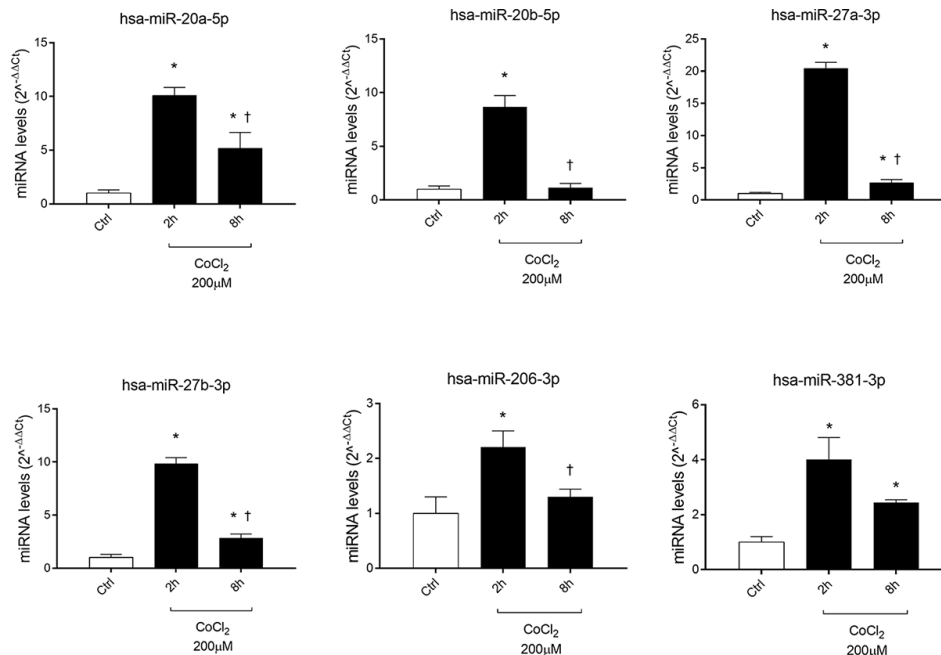 hsa-miR-20a-5p
miRNA levels (2^-ΔΔCt)
15
10
5
0
*
* †
Ctrl
2h
8h
CoCl2
200μM
hsa-miR-20b-5p
miRNA levels (2^-ΔΔCt)
15
10
5
0
*
†
Ctrl
2h
8h
CoCl2
200μM
hsa-miR-27a-3p
miRNA levels (2^-ΔΔCt)
25
20
15
10
5
0
*
* †
Ctrl
2h
8h
CoCl2
200μM
hsa-miR-27b-3p
miRNA levels (2^-ΔΔCt)
15
10
5
0
*
* †
Ctrl
2h
8h
CoCl2
200μM
hsa-miR-206-3p
miRNA levels (2^-ΔΔCt)
3
2
1
0
*
†
Ctrl
2h
8h
CoCl2
200μM
hsa-miR-381-3p
miRNA levels (2^-ΔΔCt)
6
4
2
0
*
*
Ctrl
2h
8h
CoCl2
200μM